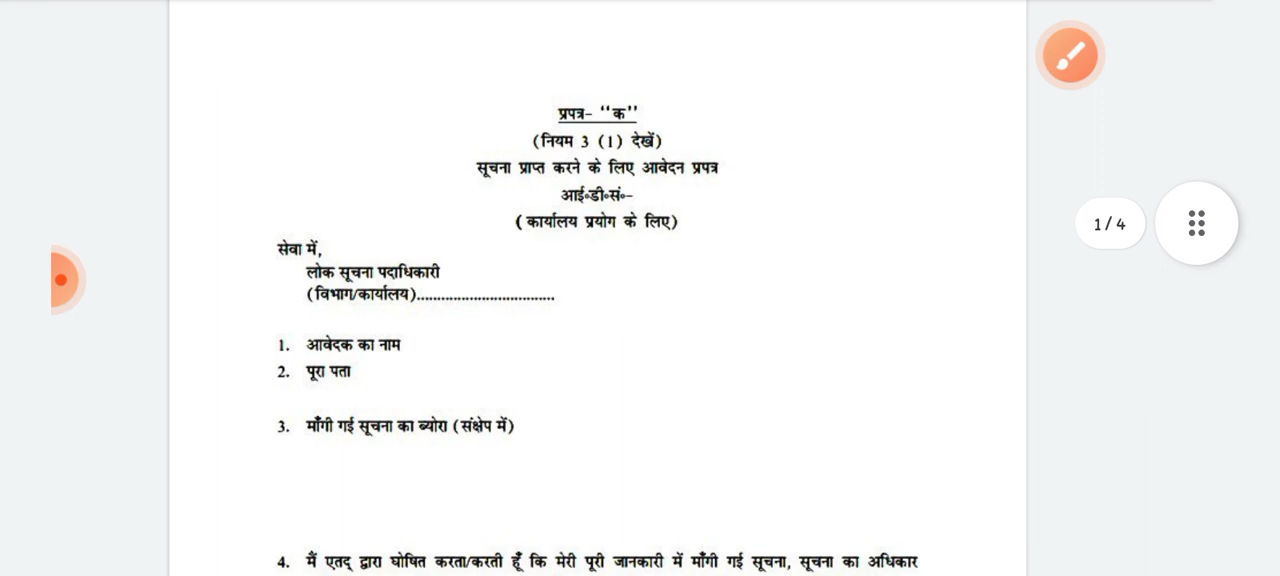 प्रपत्र- ‘‘क’’
(नियम 3 (1) देखें)
सूचना प्राप्त करने के लिए आवेदन प्रपत्र
आई॰डी॰सं॰-
( कार्यालय प्रयोग के लिए)
सेवा में,
लोक सूचना पदाधिकारी
(विभाग/कार्यालय)..................................
1. आवेदक का नाम
2. पूरा पता
3. माँगी गई सूचना का ब्योरा (संक्षेप में)
4. मैं एतद् द्वारा घोषित करता/करती हूँ कि मेरी पूरी जानकारी में माँगी गई सूचना, सूचना का अधिकार
1 / 4